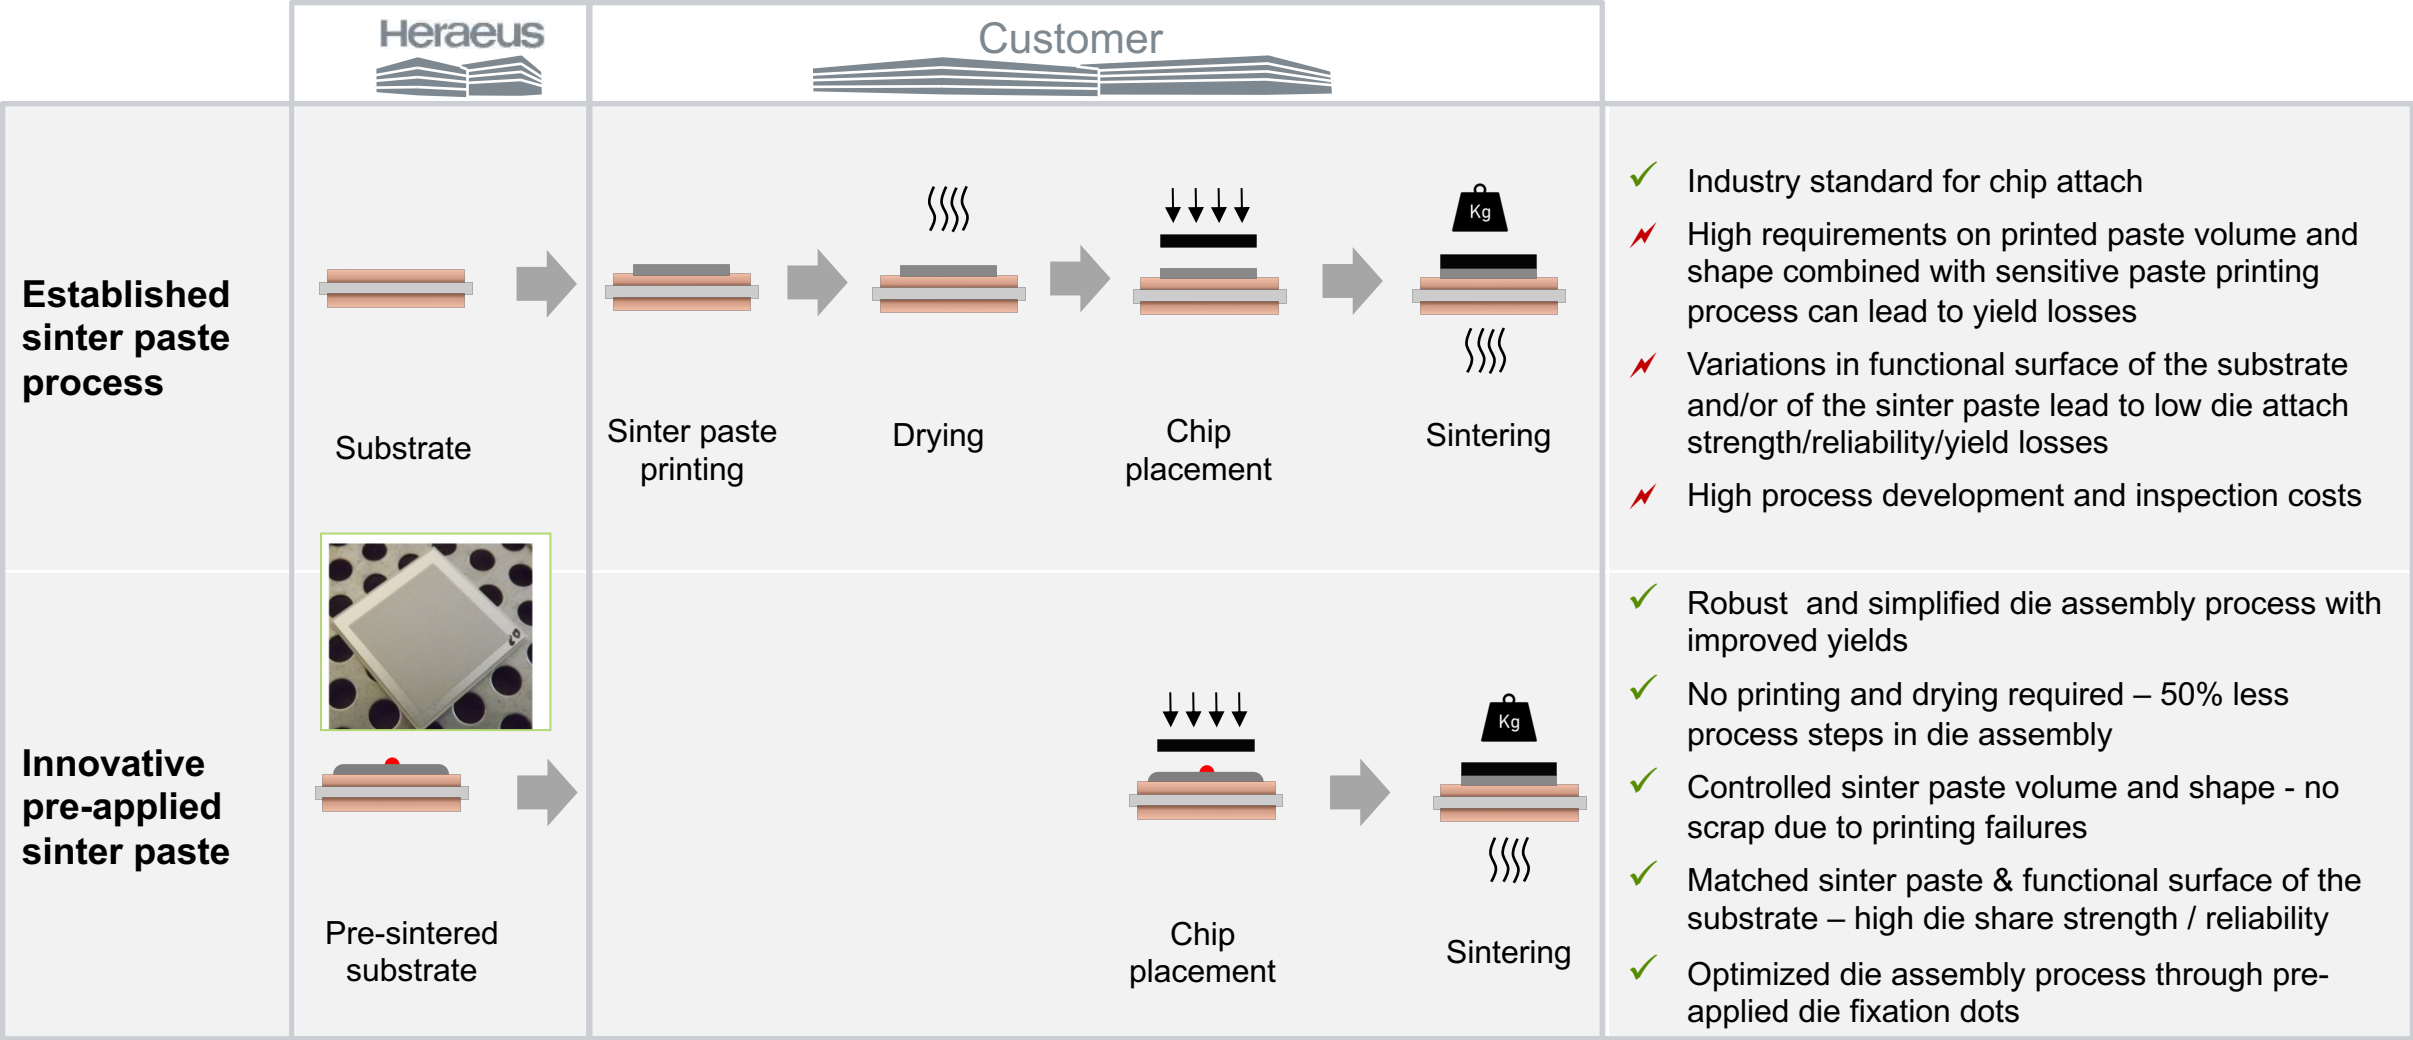 Heraeus
Customer
Established
sinter paste
process
Substrate
Sinter paste
printing
Drying
Chip
placement
Kg
Sintering
Industry standard for chip attach
High requirements on printed paste volume and
shape combined with sensitive paste printing
process can lead to yield losses
Variations in functional surface of the substrate
and/or of the sinter paste lead to low die attach
strength/reliability/yield losses
High process development and inspection costs
Innovative
pre-applied
sinter paste
Pre-sintered
substrate
Chip
placement
Kg
Sintering
Robust  and simplified die assembly process with
improved yields
No printing and drying required – 50% less
process steps in die assembly
Controlled sinter paste volume and shape - no
scrap due to printing failures
Matched sinter paste & functional surface of the
substrate – high die share strength / reliability
Optimized die assembly process through pre-
applied die fixation dots